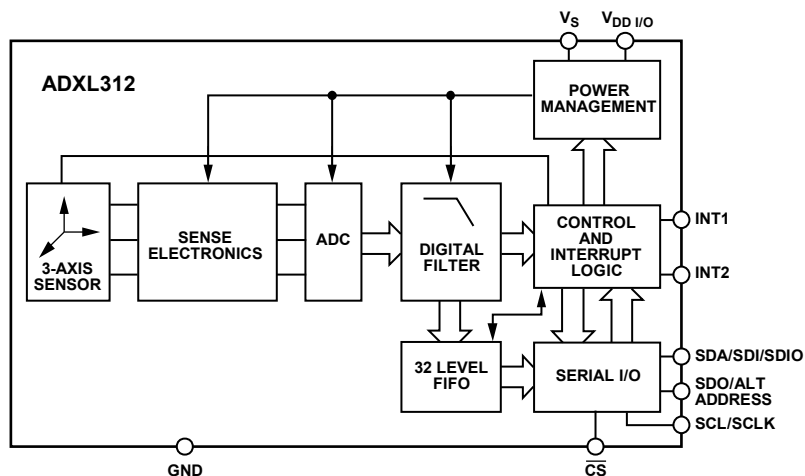 V_S
V_DD I/O
ADXL312
POWER
MANAGEMENT
3-AXIS
SENSOR
SENSE
ELECTRONICS
ADC
DIGITAL
FILTER
CONTROL
AND
INTERRUPT
LOGIC
INT1
INT2
32 LEVEL
FIFO
SERIAL I/O
SDA/SDI/SDIO
SDO/ALT
ADDRESS
SCL/SCLK
GND
C̅S̅